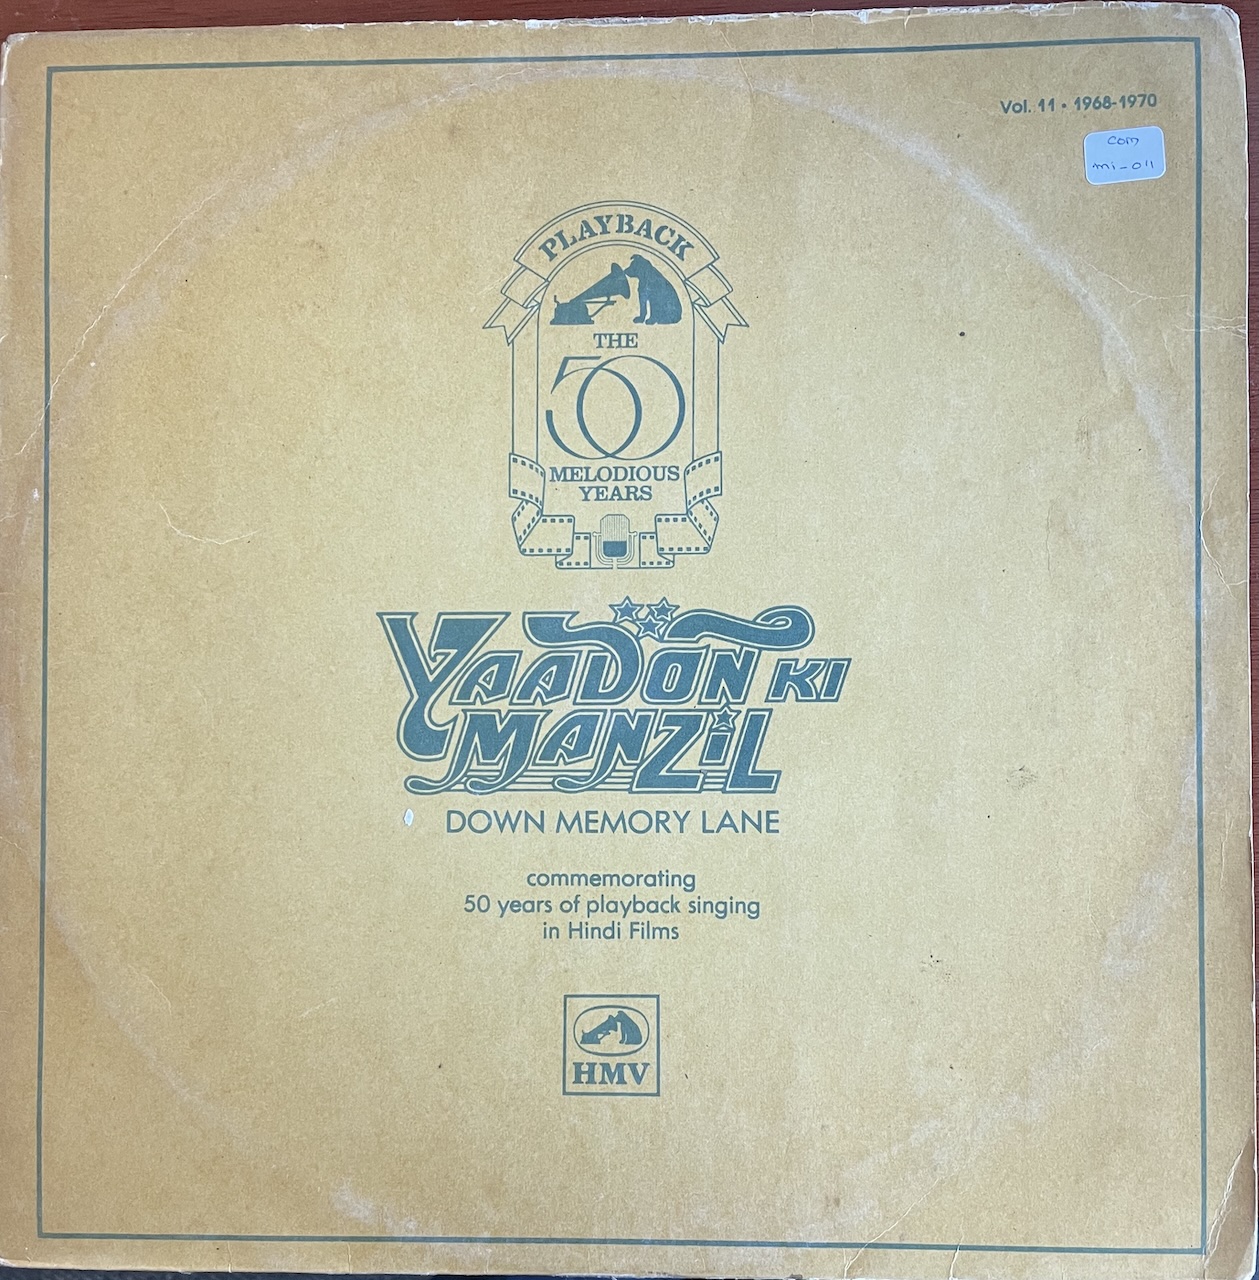 Vol. 11 • 1968-1970
com
mi-011
PLAYBACK
THE
50
MELODIOUS
YEARS
YAADON KI
MANZIL
DOWN MEMORY LANE
commemorating
50 years of playback singing
in Hindi Films
HMV